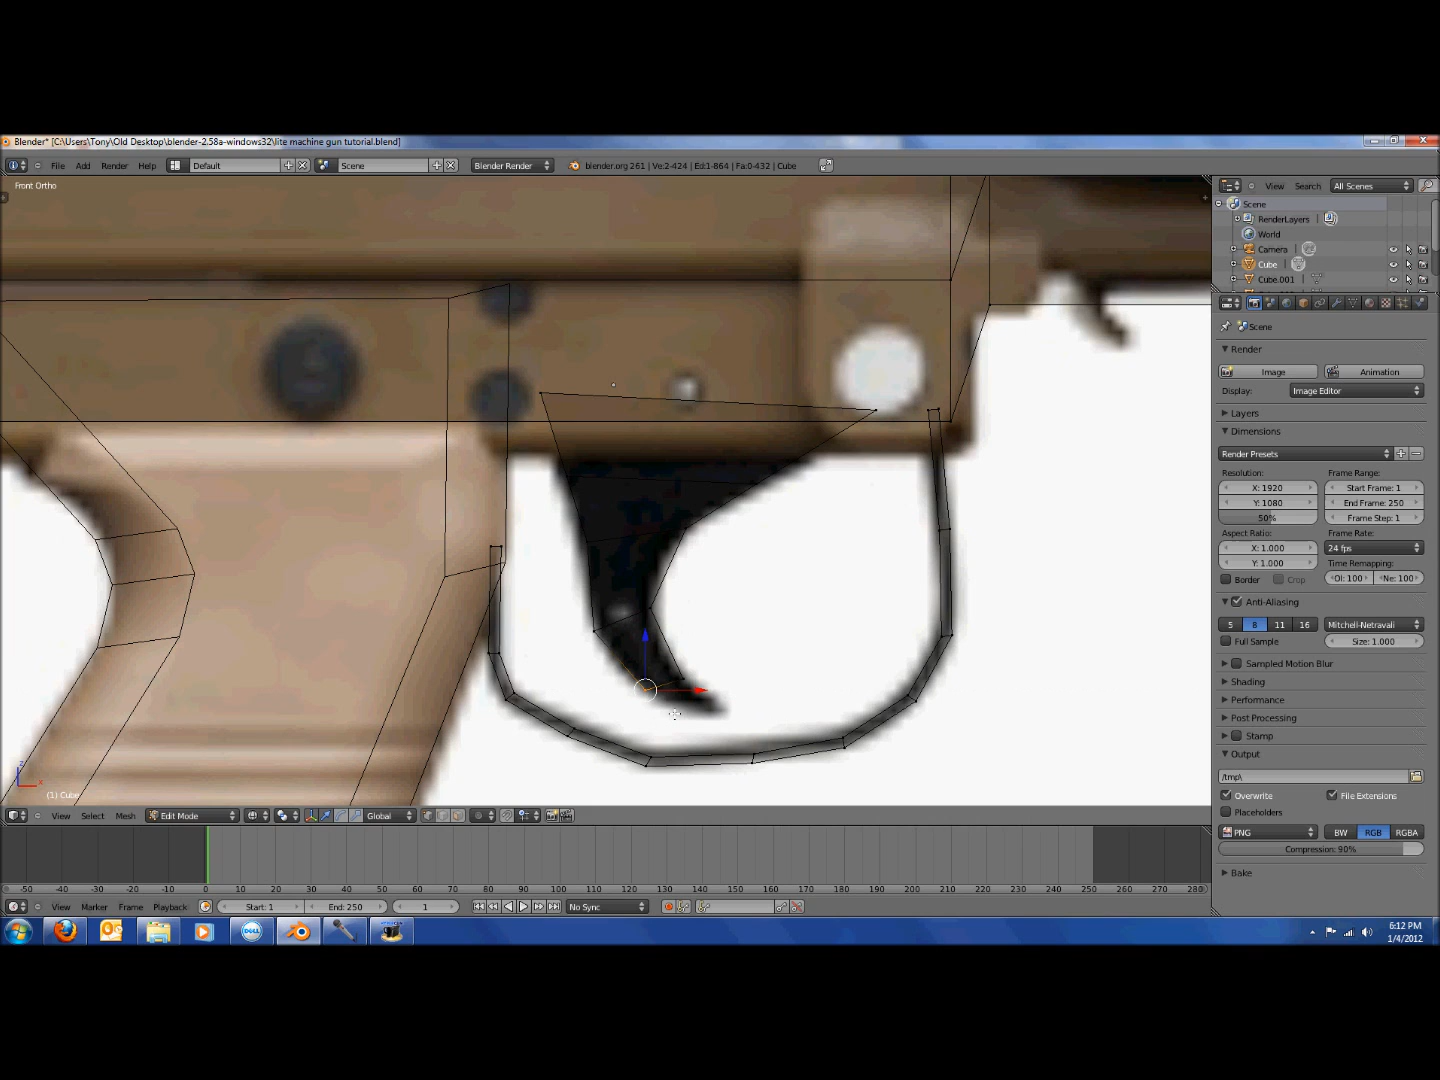 Blender* [C:\Users\Tony\Old Desktop\blender-2.58a-windows32\lite machine gun tutorial.blend]
File Add Render Help Default Scene Blender Render blender.org 261 | Ve:2-424 | Ed:1-864 | Fa:0-432 | Cube
Front Ortho
View Search All Scenes
Scene
RenderLayers
World
Camera
Cube
Cube.001
Scene
Render
Image Animation
Display: Image Editor
Layers
Dimensions
Render Presets
Resolution: Frame Range:
X: 1920 Start Frame: 1
Y: 1080 End Frame: 250
50% Frame Step: 1
Aspect Ratio: Frame Rate:
X: 1.000 24 fps
Y: 1.000 Time Remapping:
Border Crop Ol: 100 Ne: 100
Anti-Aliasing
5 8 11 16 Mitchell-Netravali
Full Sample Size: 1.000
Sampled Motion Blur
Shading
Performance
Post Processing
Stamp
Output
/tmp\
Overwrite File Extensions
Placeholders
PNG BW RGB RGBA
Compression: 90%
Bake
z
x
(1) Cube
View Select Mesh Edit Mode Global
-50 -40 -30 -20 -10 0 10 20 30 40 50 60 70 80 90 100 110 120 130 140 150 160 170 180 190 200 210 220 230 240 250 260 270 280
View Marker Frame Playback Start: 1 End: 250 1 No Sync
DELL
6:12 PM
1/4/2012